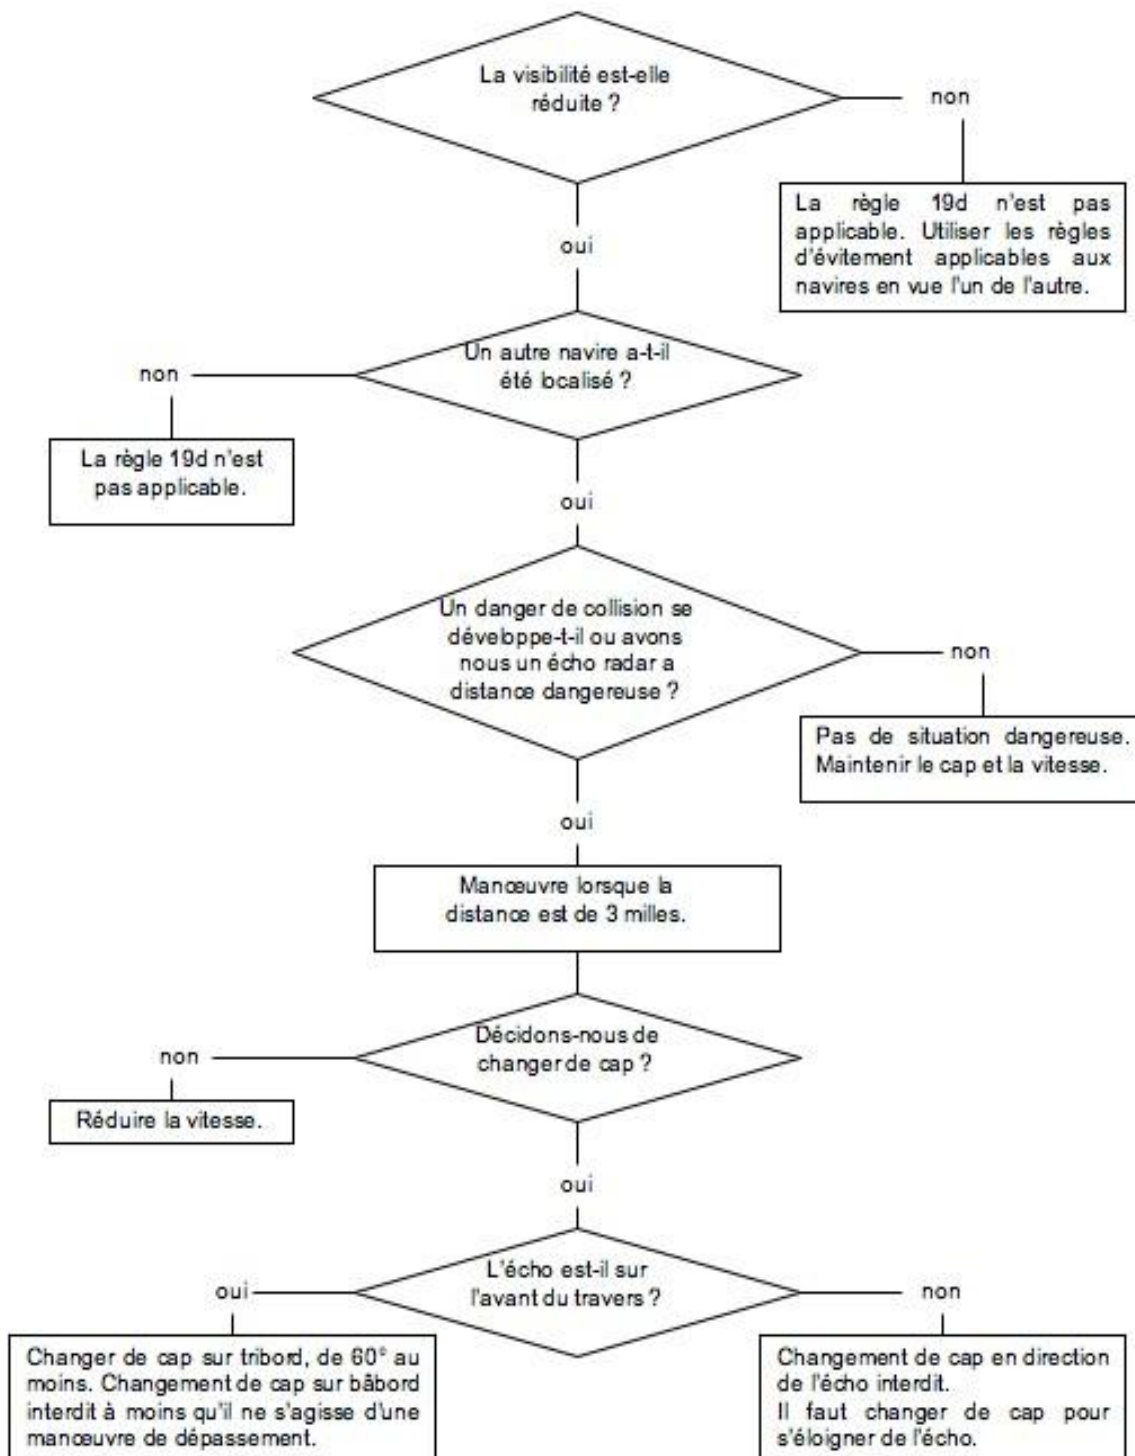 La visibilité est-elle
réduite ?
non
La règle 19d n'est pas
applicable. Utiliser les règles
d'évitement applicables aux
navires en vue l'un de l'autre.
oui
Un autre navire a-t-il
été localisé ?
non
La règle 19d n'est
pas applicable.
oui
Un danger de collision se
développe-t-il ou avons
nous un écho radar a
distance dangereuse ?
non
Pas de situation dangereuse.
Maintenir le cap et la vitesse.
oui
Manœuvre lorsque la
distance est de 3 milles.
Décidons-nous de
changer de cap ?
non
Réduire la vitesse.
oui
L'écho est-il sur
l'avant du travers ?
oui
Changer de cap sur tribord, de 60° au
moins. Changement de cap sur bâbord
interdit à moins qu'il ne s'agisse d'une
manœuvre de dépassement.
non
Changement de cap en direction
de l'écho interdit.
Il faut changer de cap pour
s'éloigner de l'écho.